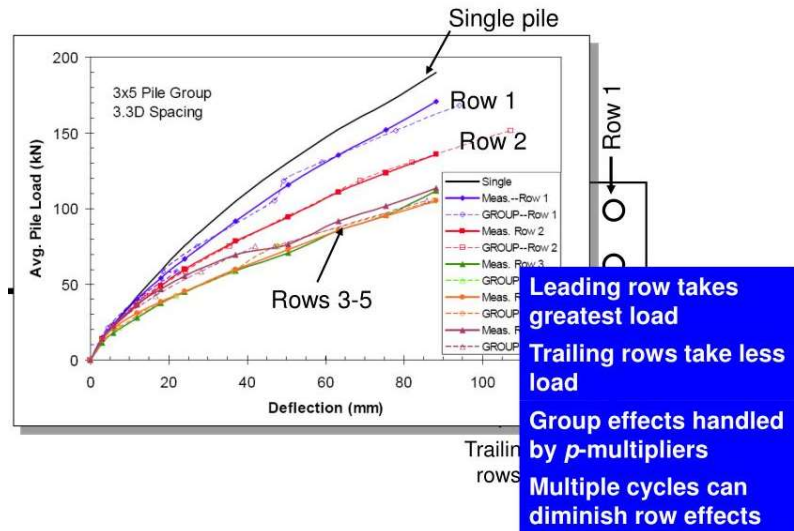 Single pile
200
150
100
50
0
Avg. Pile Load (kN)
3x5 Pile Group
3.3D Spacing
Row 1
Row 2
Rows 3-5
Single
Meas.--Row 1
GROUP--Row 1
Meas. Row 2
GROUP--Row 2
Meas. Row 3
GROUP
Meas. R
GROUP
Meas. R
GROUP
0 20 40 60 80 100
Deflection (mm)
Row 1
rows
Leading row takes
greatest load
Trailing rows take less
load
Group effects handled
by p-multipliers
Multiple cycles can
diminish row effects